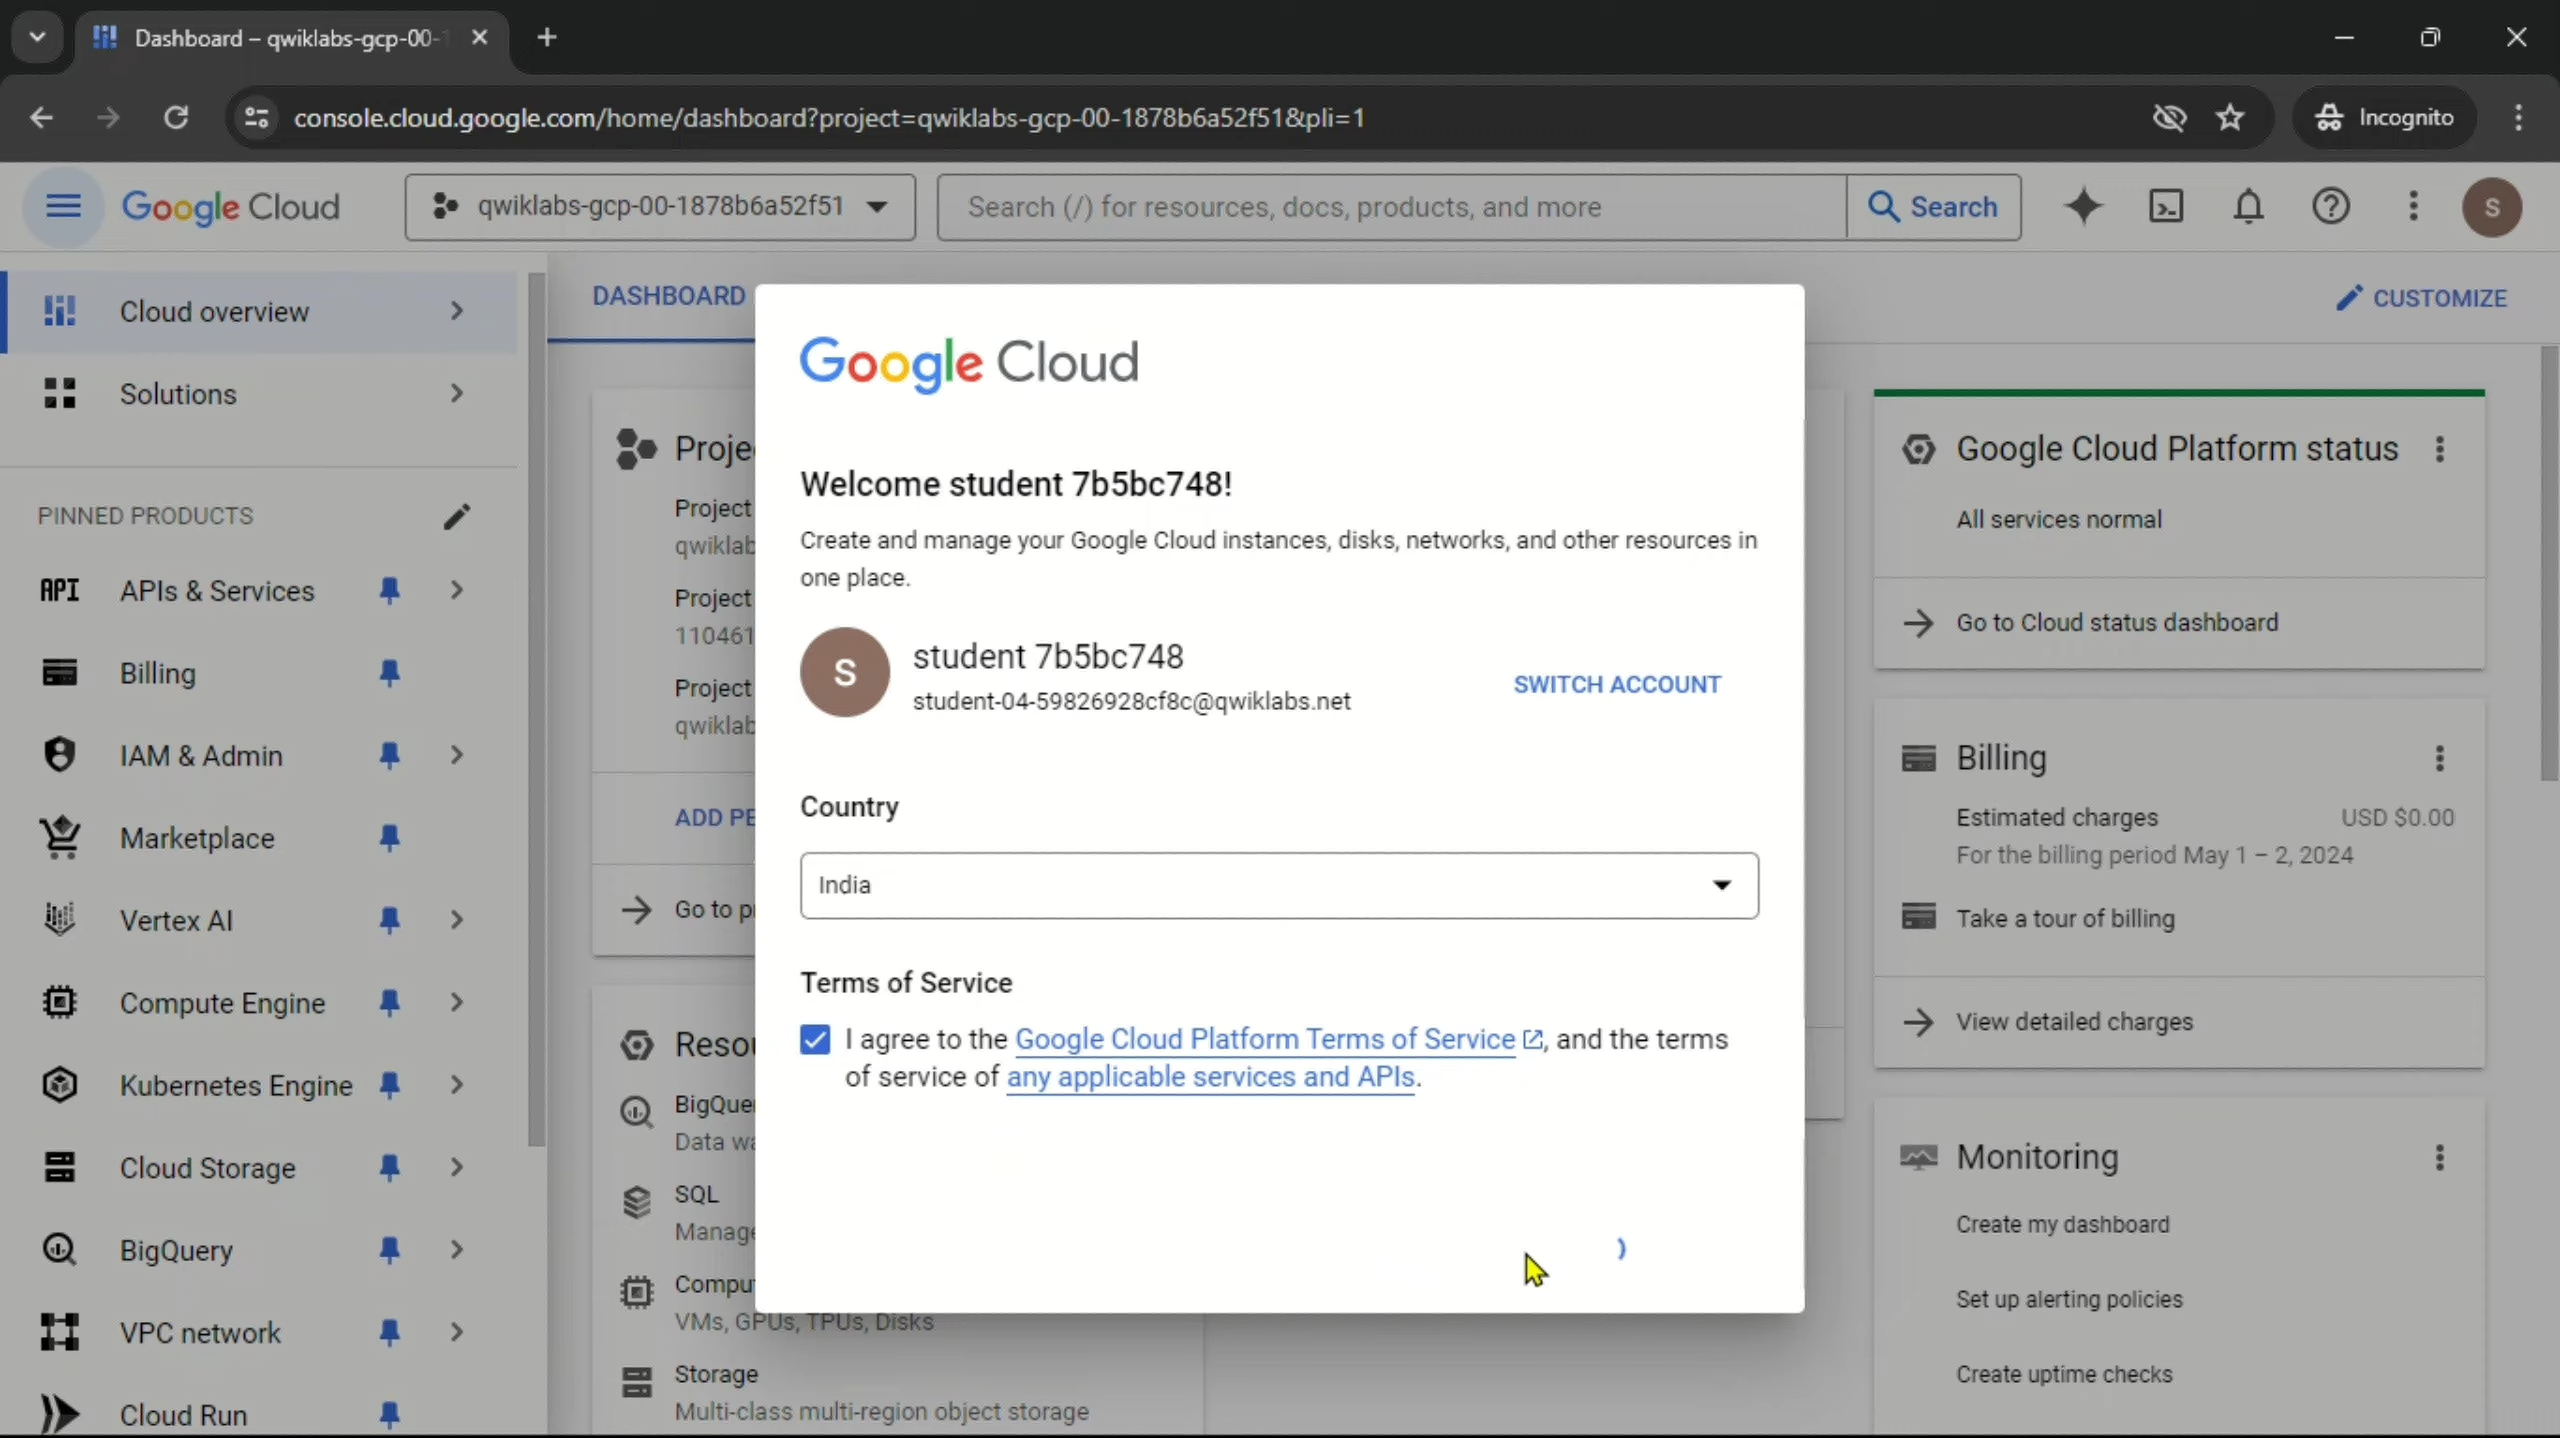 Dashboard – qwiklabs-gcp-00-1
console.cloud.google.com/home/dashboard?project=qwiklabs-gcp-00-1878b6a52f51&pli=1
Incognito
Google Cloud
qwiklabs-gcp-00-1878b6a52f51
Search (/) for resources, docs, products, and more
Search
S
Cloud overview
Solutions
PINNED PRODUCTS
API APIs & Services
Billing
IAM & Admin
Marketplace
Vertex AI
Compute Engine
Kubernetes Engine
Cloud Storage
BigQuery
VPC network
Cloud Run
DASHBOARD
CUSTOMIZE
Project
qwiklab
Project
110461
Project
qwiklab
ADD PE
Go to p
Resou
BigQue
Data wa
SQL
Manage
Compu
VMs, GPUs, TPUs, Disks
Storage
Multi-class multi-region object storage
Google Cloud
Welcome student 7b5bc748!
Create and manage your Google Cloud instances, disks, networks, and other resources in
one place.
S
student 7b5bc748
student-04-59826928cf8c@qwiklabs.net
SWITCH ACCOUNT
Country
India
Terms of Service
I agree to the Google Cloud Platform Terms of Service, and the terms
of service of any applicable services and APIs.
Google Cloud Platform status
All services normal
Go to Cloud status dashboard
Billing
Estimated charges USD $0.00
For the billing period May 1 – 2, 2024
Take a tour of billing
View detailed charges
Monitoring
Create my dashboard
Set up alerting policies
Create uptime checks